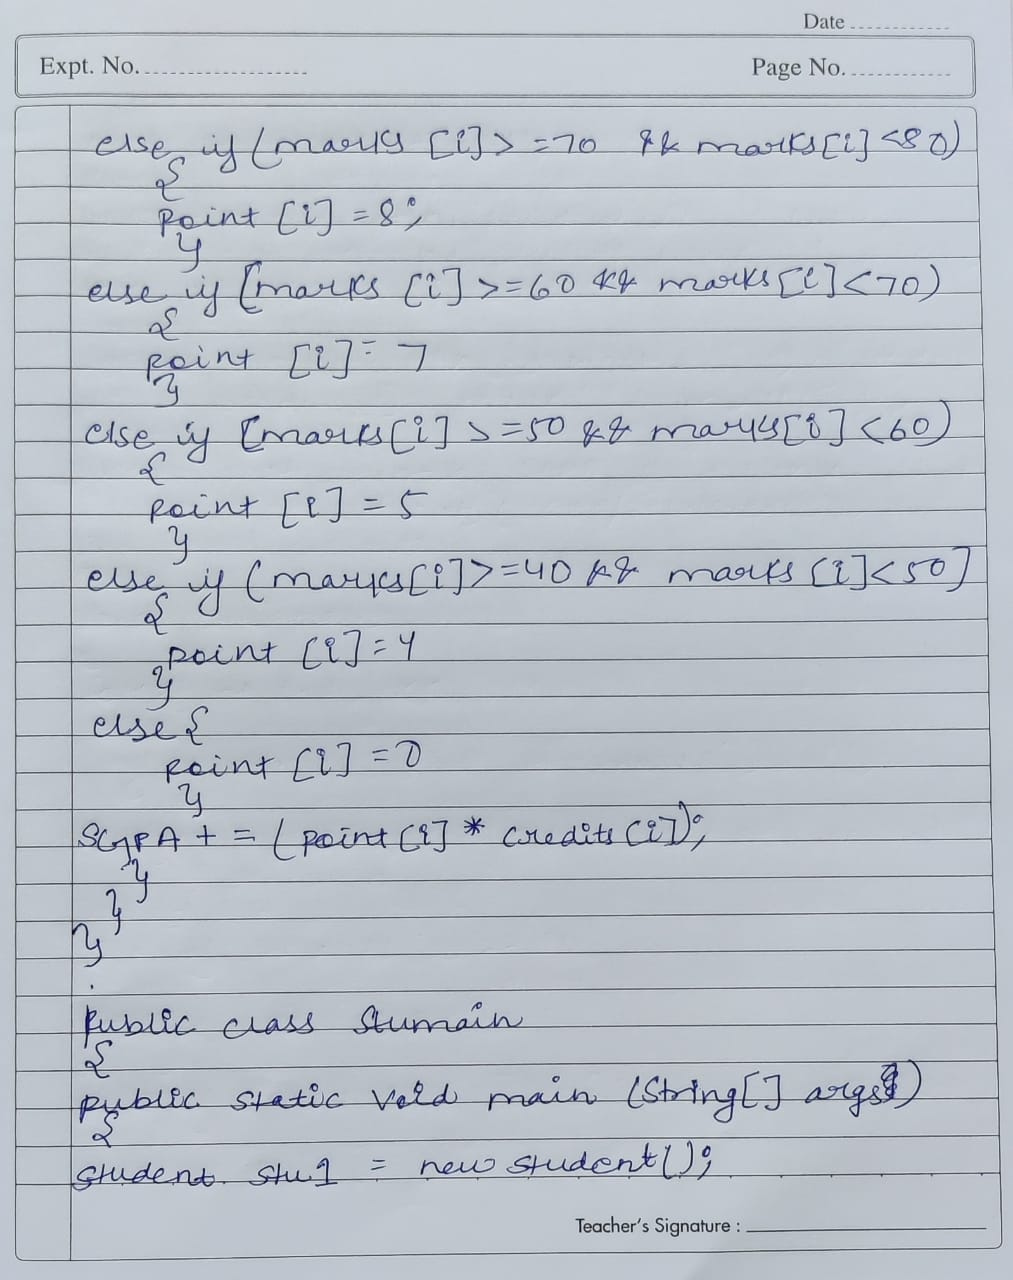 Date
Expt. No.
Page No.
else if (marks [i] > =70 && marks[i] <80)
{
point [i] = 8;
}
else if [marks [i] >=60 && marks [i] <70)
{
point [i] = 7
}
else if [marks[i] >=50 && marks[i] <60)
{
point [i] = 5
}
else if (marks[i]>=40 && marks [i]<50]
{
point [i]=4
}
else {
point [i] =0
}
SGPA + = (point [i] * credits [i]);
}
}
}
public class Stumain
{
public static void main (String[] args)
{
student stu1 = new student();
Teacher's Signature :